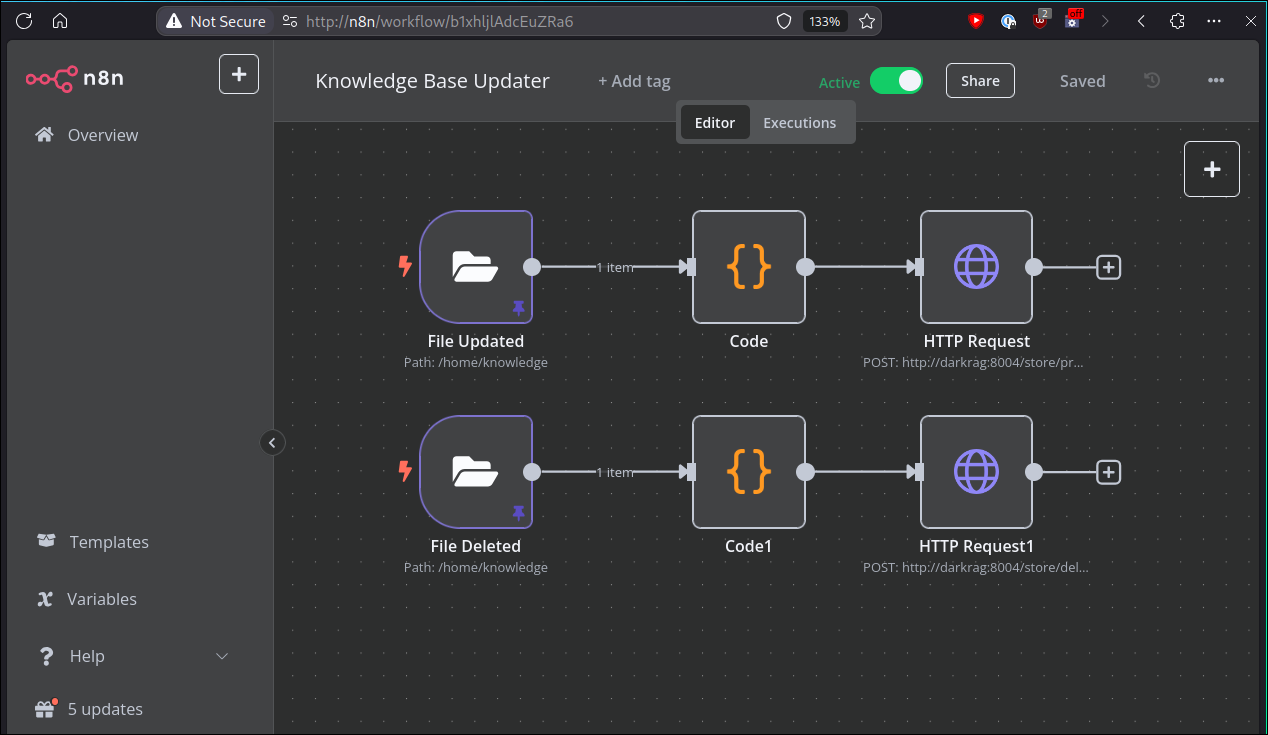 Not Secure
http://n8n/workflow/b1xhljlAdcEuZRa6
133%
2
off
n8n
Knowledge Base Updater
+ Add tag
Active
Share
Saved
Overview
Editor
Executions
1 item
File Updated
Path: /home/knowledge
Code
HTTP Request
POST: http://darkrag:8004/store/pr...
1 item
File Deleted
Path: /home/knowledge
Code1
HTTP Request1
POST: http://darkrag:8004/store/del...
Templates
Variables
Help
5 updates